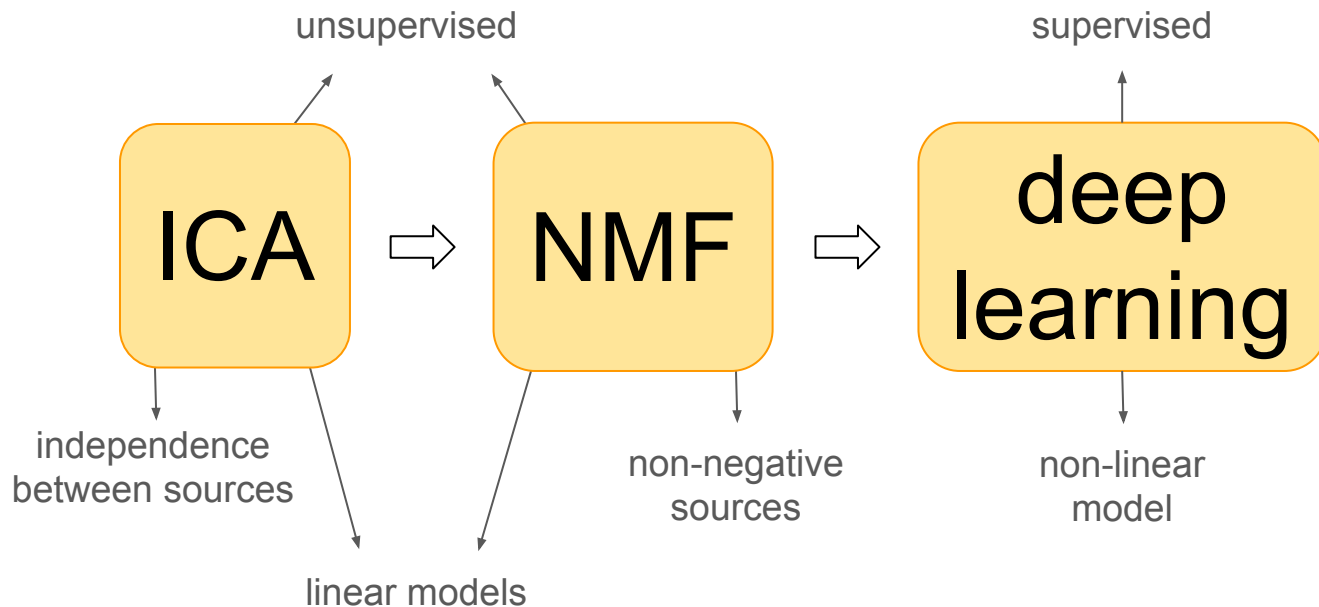 unsupervised
supervised
ICA
NMF
deep
learning
independence
between sources
non-negative
sources
non-linear
model
linear models